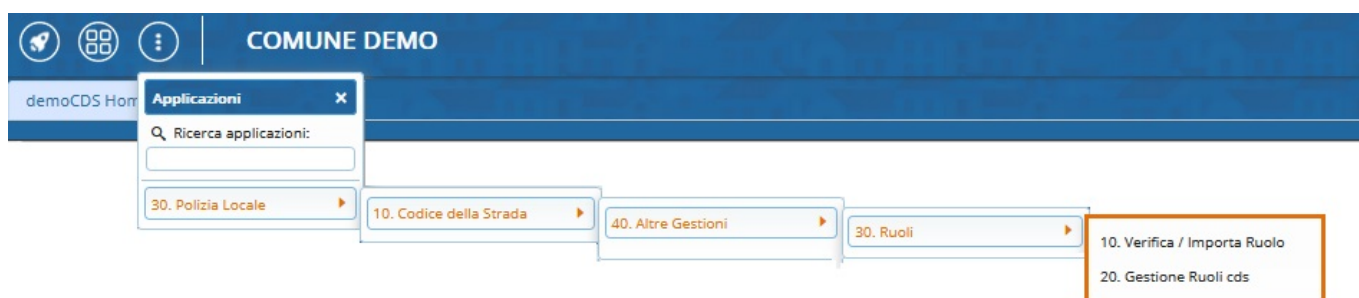 COMUNE DEMO
demoCDS Hom
Applicazioni ×
Ricerca applicazioni:
30. Polizia Locale
10. Codice della Strada
40. Altre Gestioni
30. Ruoli
10. Verifica / Importa Ruolo
20. Gestione Ruoli cds